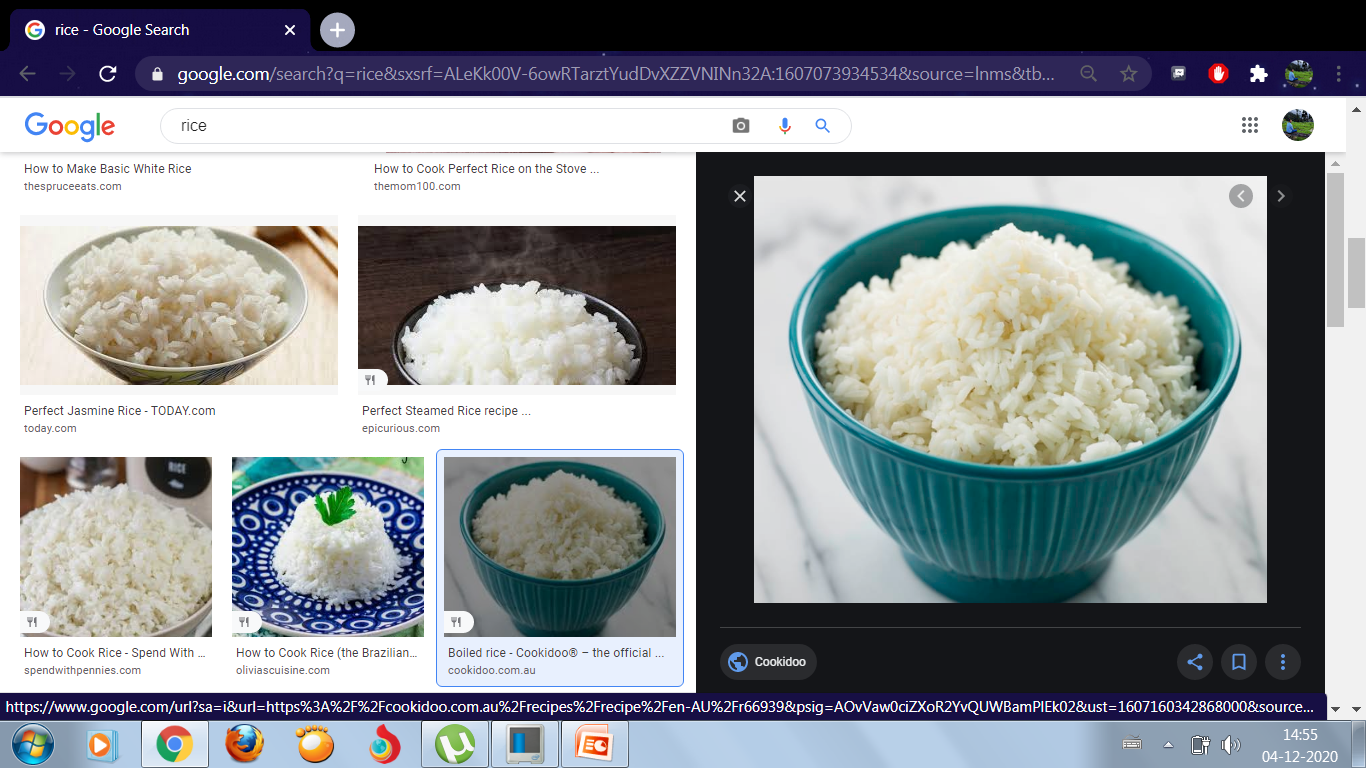 rice - Google Search
google.com/search?q=rice&sxsrf=ALeKk00V-6owRTarztYudDvXZZVNINn32A:1607073934534&source=lnms&tb...
Google
rice
How to Make Basic White Rice
thespruceeats.com
How to Cook Perfect Rice on the Stove ...
themom100.com
Perfect Jasmine Rice - TODAY.com
today.com
Perfect Steamed Rice recipe ...
epicurious.com
RICE
How to Cook Rice - Spend With ...
spendwithpennies.com
How to Cook Rice (the Brazilian...
oliviascuisine.com
Boiled rice - Cookidoo® – the official ...
cookidoo.com.au
Cookidoo
https://www.google.com/url?sa=i&url=https%3A%2F%2Fcookidoo.com.au%2Frecipes%2Frecipe%2Fen-AU%2Fr66939&psig=AOvVaw0ciZXoR2YvQUWBamPlEk02&ust=1607160342868000&source...
14:55
04-12-2020